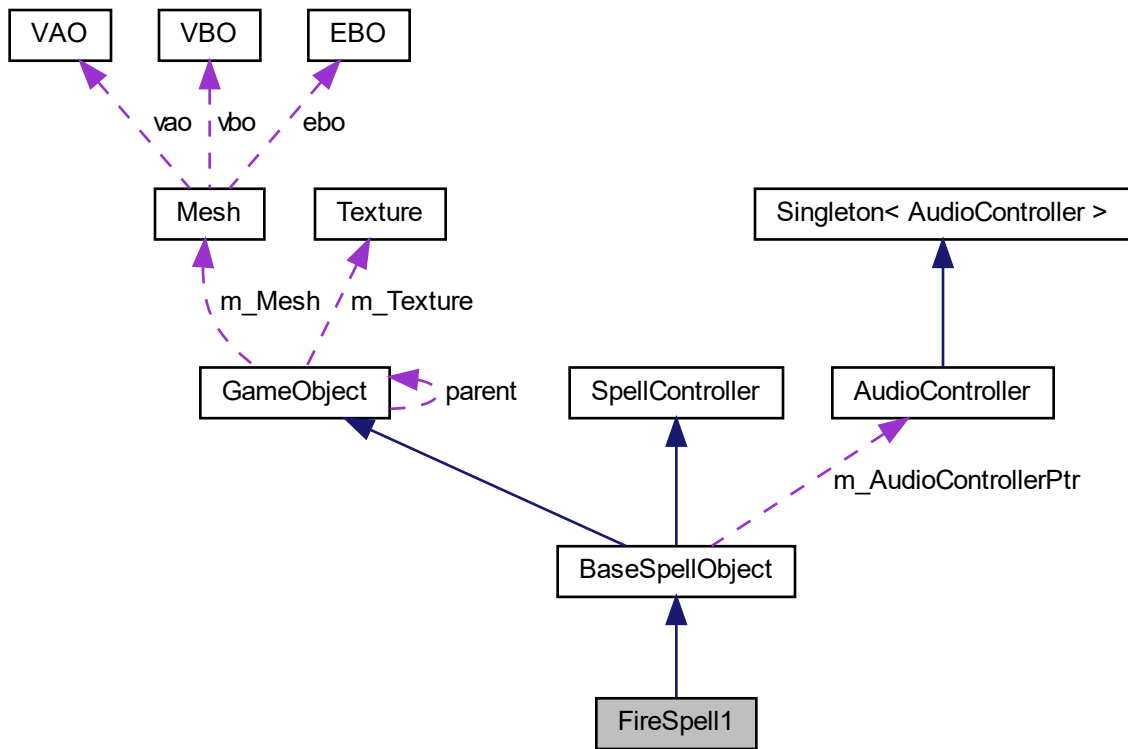 VAO
VBO
EBO
vao
vbo
ebo
Mesh
Texture
Singleton< AudioController >
m_Mesh
m_Texture
GameObject
parent
SpellController
AudioController
m_AudioControllerPtr
BaseSpellObject
FireSpell1